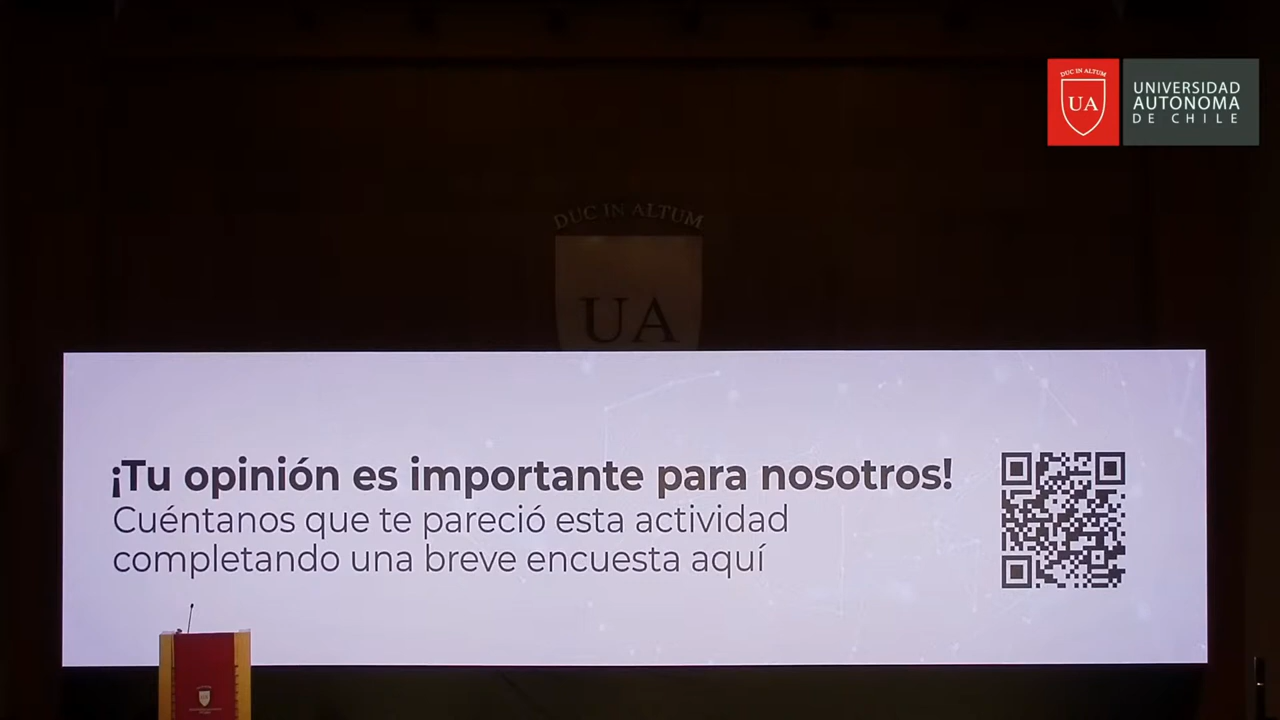 DUC IN ALTUM
UA
UNIVERSIDAD
AUTONOMA
DE CHILE
DUC IN ALTUM
UA
¡Tu opinión es importante para nosotros!
Cuéntanos que te pareció esta actividad
completando una breve encuesta aquí
UA